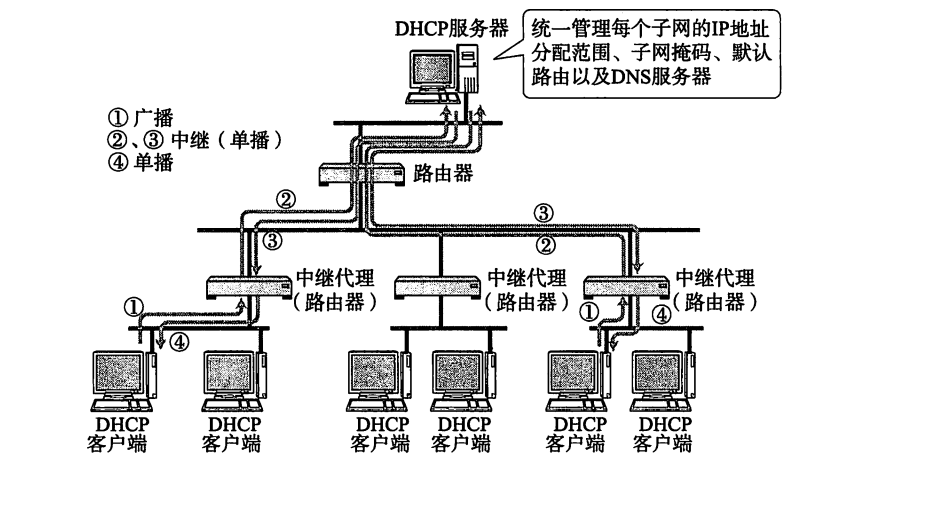 DHCP服务器
统一管理每个子网的IP地址
分配范围、子网掩码、默认
路由以及DNS服务器
①广播
②、③中继（单播）
④单播
路由器
②
③
③
②
中继代理
（路由器）
中继代理
（路由器）
中继代理
（路由器）
①
④
①
④
DHCP
客户端
DHCP
客户端
DHCP
客户端
DHCP
客户端
DHCP
客户端
DHCP
客户端